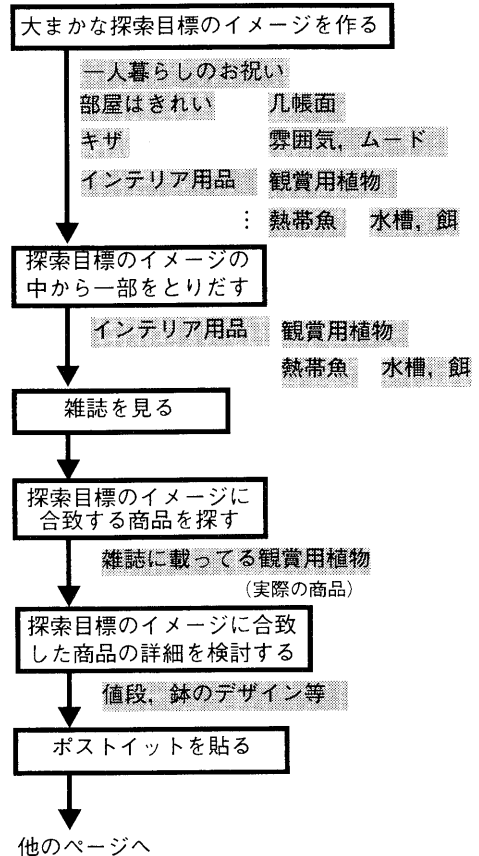 大まかな探索目標のイメージを作る
一人暮らしのお祝い
部屋はきれい 几帳面
キザ 雰囲気，ムード
インテリア用品 観賞用植物
⋮ 熱帯魚 水槽，餌
探索目標のイメージの
中から一部をとりだす
インテリア用品 観賞用植物
熱帯魚 水槽，餌
雑誌を見る
探索目標のイメージに
合致する商品を探す
雑誌に載ってる観賞用植物
（実際の商品）
探索目標のイメージに合致
した商品の詳細を検討する
値段，鉢のデザイン等
ポストイットを貼る
他のページへ